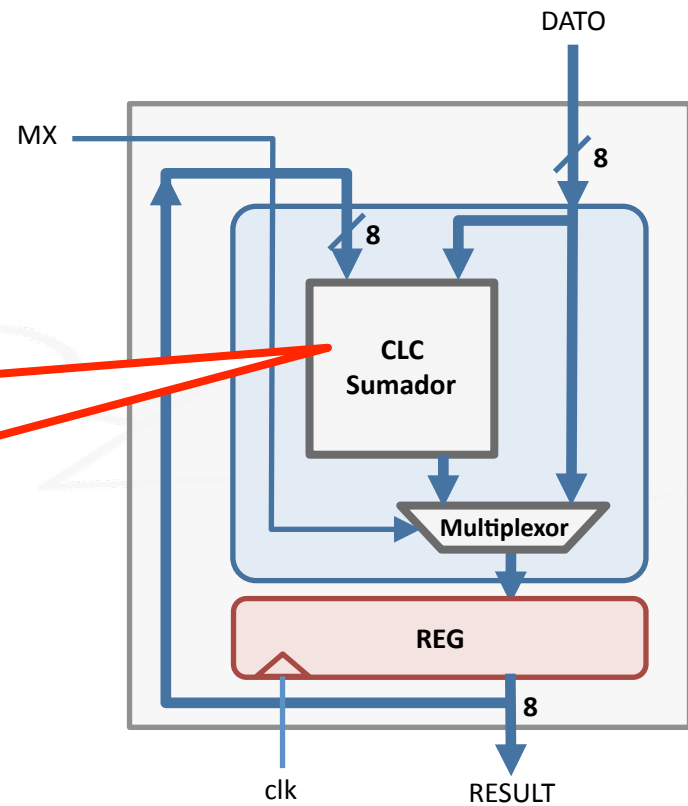 DATO
MX
8
8
CLC
Sumador
Multiplexor
REG
8
clk
RESULT